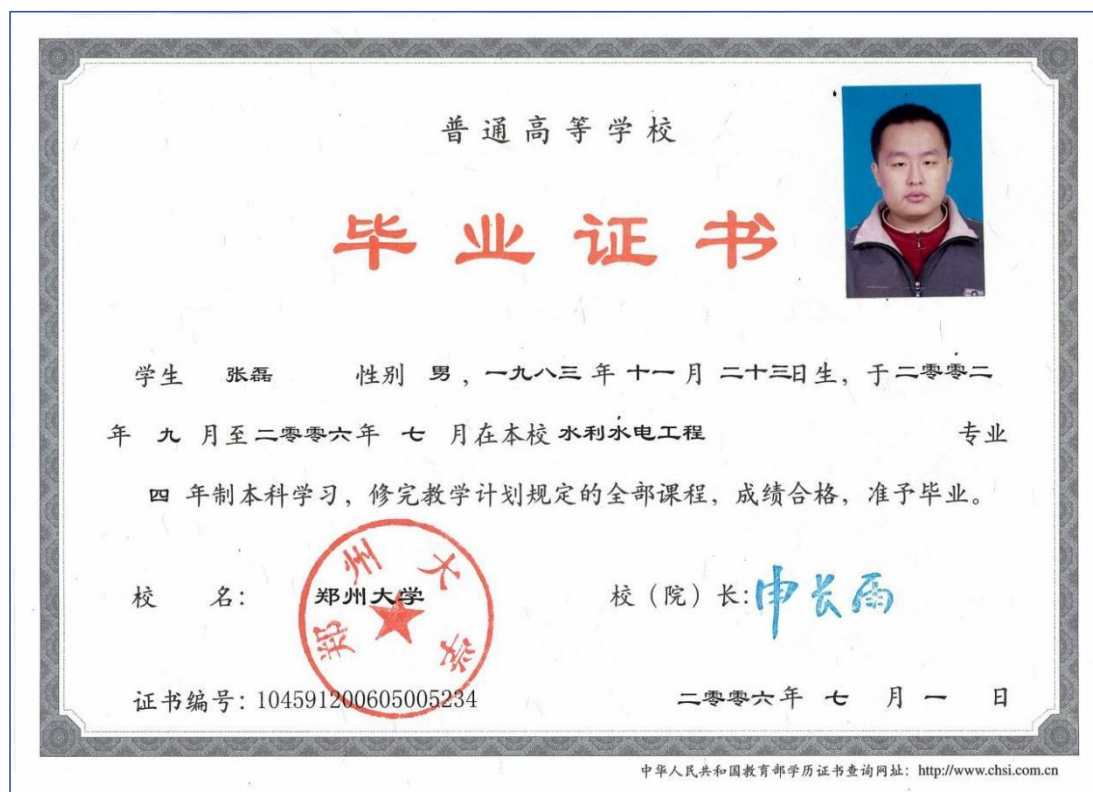 普通高等学校
毕业证书
学生 张磊 性别 男，一九八三年十一月二十三日生，于二零零二
年 九 月至二零零六年 七 月在本校 水利水电工程 专业
四 年制本科学习，修完教学计划规定的全部课程，成绩合格，准予毕业。
校 名： 郑州大学 校（院）长：申长雨
郑州大学
证书编号：104591200605005234 二零零六年 七 月 一 日
中华人民共和国教育部学历证书查询网址：http://www.chsi.com.cn